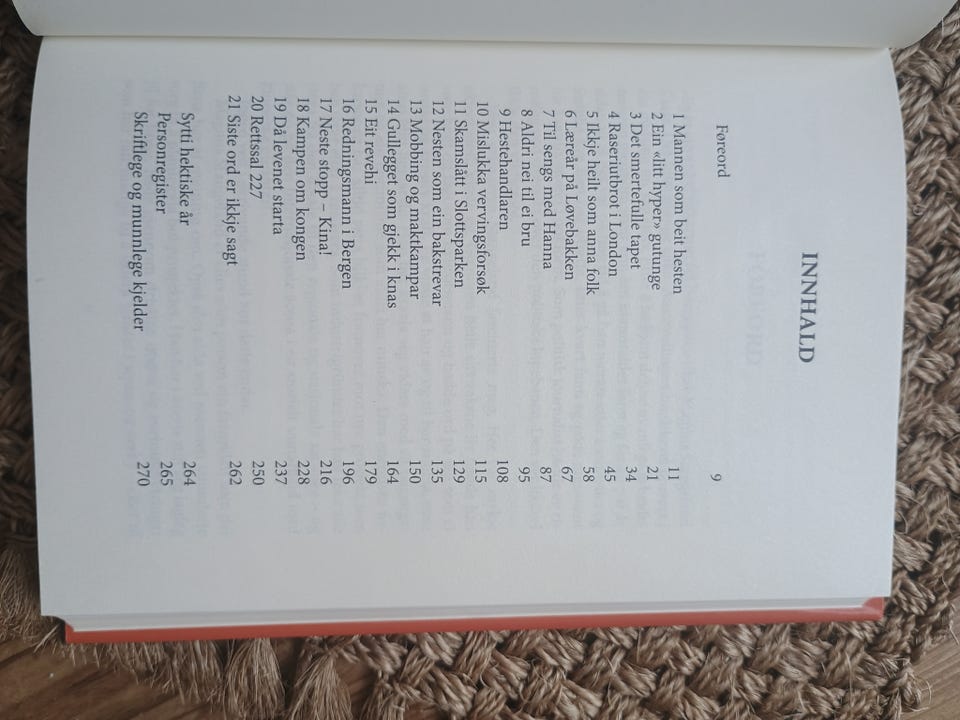 INNHALD
Føreord 9
1 Mannen som beit hesten 11
2 Ein «litt hyper» gutunge 21
3 Det smertefulle tapet 34
4 Raseriutbrot i London 45
5 Ikkje heilt som anna folk 58
6 Læreår på Løvebakken 67
7 Til sengs med Hanna 87
8 Aldri nei til ei bru 95
9 Hestehandlaren 108
10 Mislukka vervingsforsøk 115
11 Skamslått i Slottsparken 129
12 Nesten som ein bakstrevar 135
13 Mobbing og maktkampar 150
14 Gullegget som gjekk i knas 164
15 Eit revehi 179
16 Redningsmann i Bergen 196
17 Neste stopp – Kina! 216
18 Kampen om kongen 228
19 Då levenet starta 237
20 Rettssal 227 250
21 Siste ord er ikkje sagt 262
Sytti hektiske år 264
Personregister 265
Skriftlege og munnlege kjelder 270